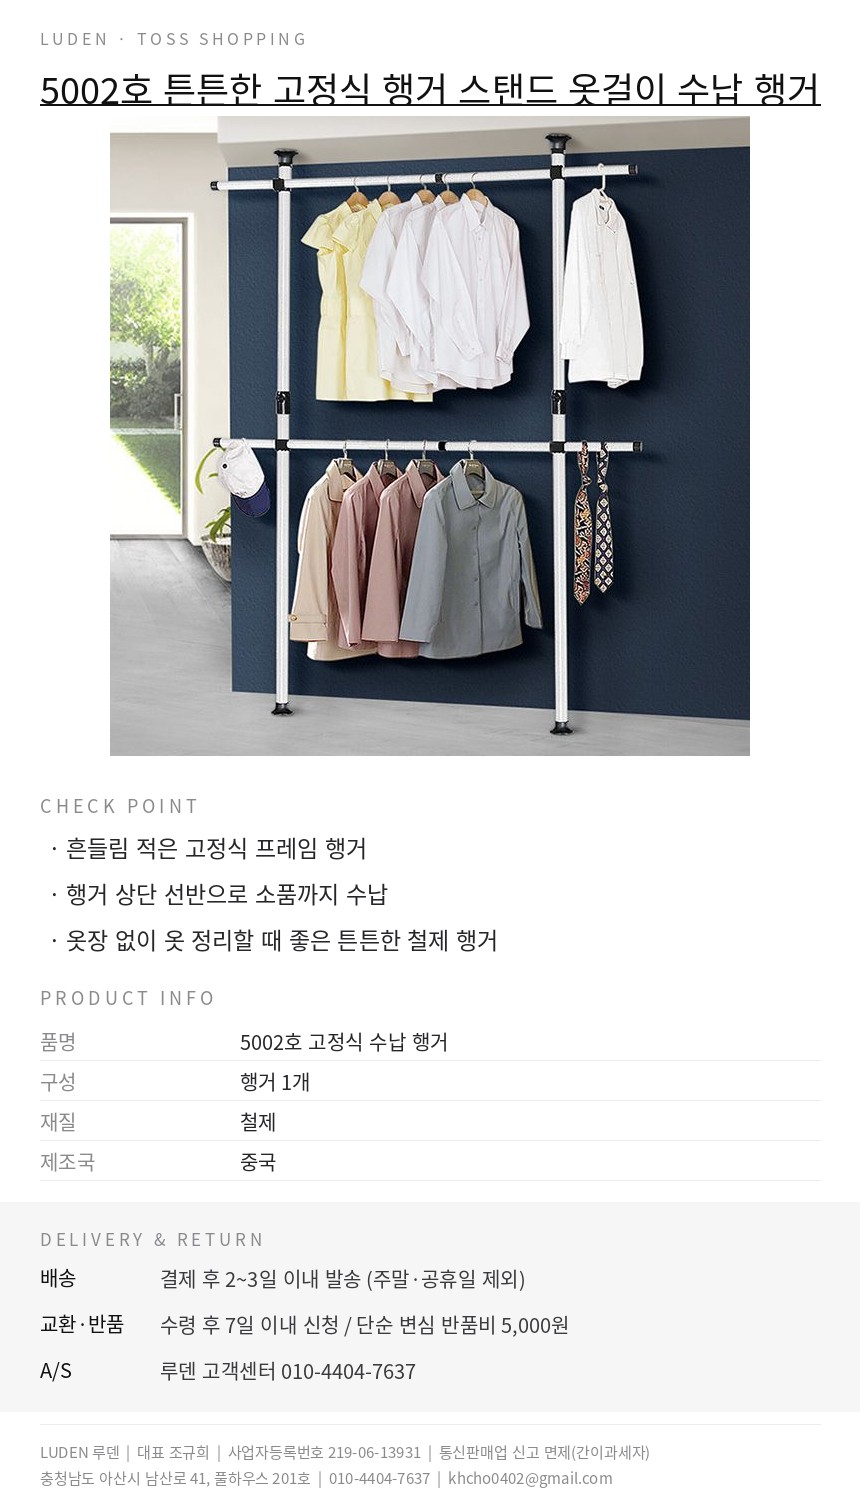 LUDEN · TOSS SHOPPING
5002호 튼튼한 고정식 행거 스탠드 옷걸이 수납 행거
CHECK POINT
· 흔들림 적은 고정식 프레임 행거
· 행거 상단 선반으로 소품까지 수납
· 옷장 없이 옷 정리할 때 좋은 튼튼한 철제 행거
PRODUCT INFO
품명 5002호 고정식 수납 행거
구성 행거 1개
재질 철제
제조국 중국
DELIVERY & RETURN
배송 결제 후 2~3일 이내 발송 (주말·공휴일 제외)
교환·반품 수령 후 7일 이내 신청 / 단순 변심 반품비 5,000원
A/S 루덴 고객센터 010-4404-7637
LUDEN 루덴 | 대표 조규희 | 사업자등록번호 219-06-13931 | 통신판매업 신고 면제(간이과세자)
충청남도 아산시 남산로 41, 풀하우스 201호 | 010-4404-7637 | khcho0402@gmail.com